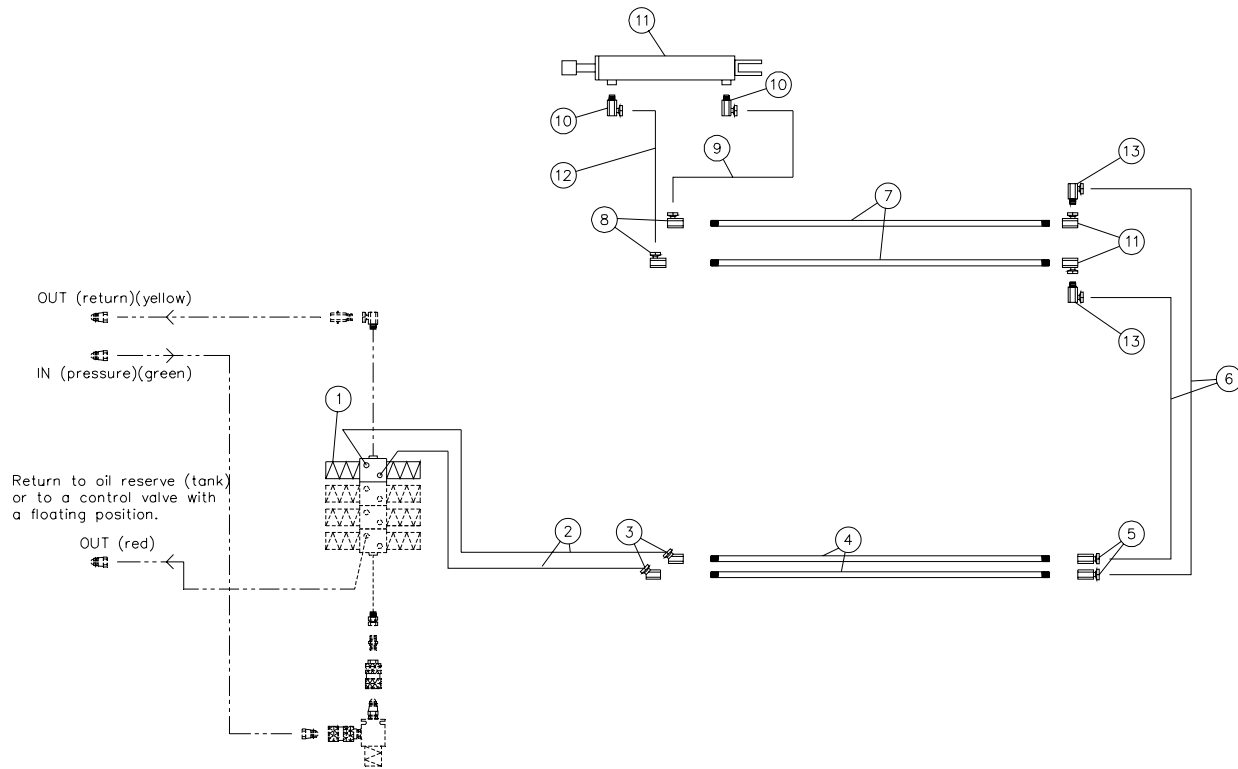 11
10
10
9
12
13
7
8
11
OUT (return)(yellow)
13
IN (pressure)(green)
6
1
Return to oil reserve (tank)
or to a control valve with
a floating position.
OUT (red)
2
3
4
5